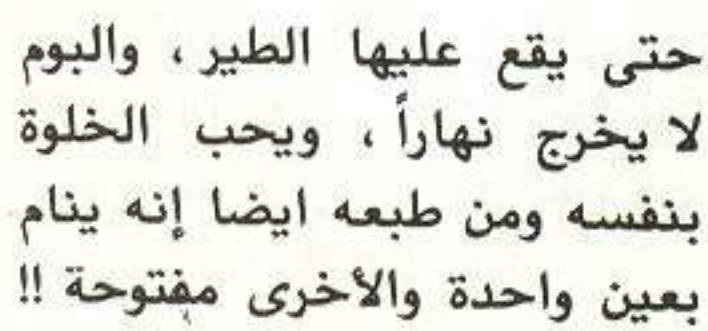 حتى يقع عليها الطير ، والبوم
لا يخرج نهاراً ، ويحب الخلوة
بنفسه ومن طبعه ايضا إنه ينام
بعين واحدة والأخرى مفتوحة !!